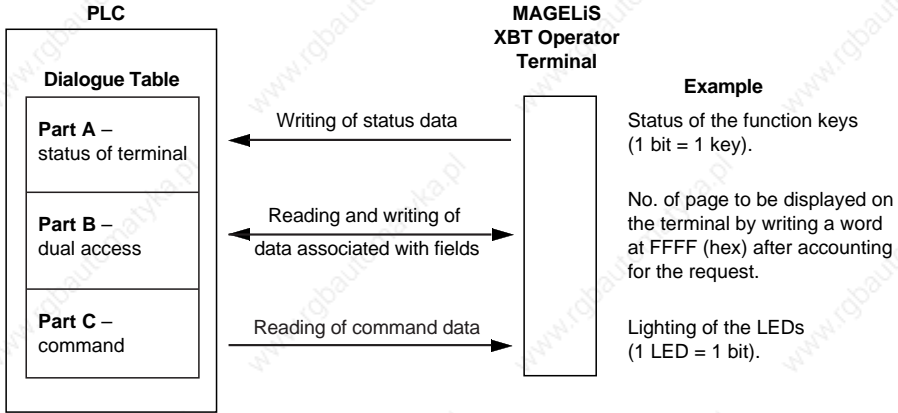 PLC
MAGELiS
XBT Operator
Terminal
Dialogue Table
Example
Part A –
status of terminal
Writing of status data
Status of the function keys
(1 bit = 1 key).
Part B –
dual access
Reading and writing of
data associated with fields
No. of page to be displayed on
the terminal by writing a word
at FFFF (hex) after accounting
for the request.
Part C –
command
Reading of command data
Lighting of the LEDs
(1 LED = 1 bit).
www.rgbautomatyka.pl